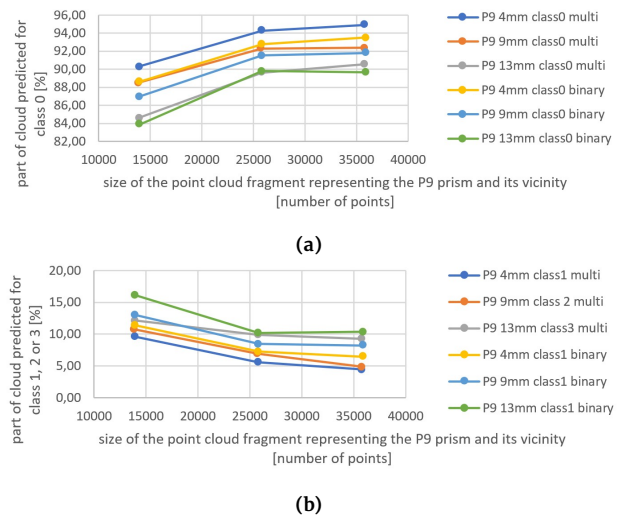 part of cloud predicted for
class 0 [%]
96,00
94,00
92,00
90,00
88,00
86,00
84,00
82,00
10000 15000 20000 25000 30000 35000 40000
size of the point cloud fragment representing the P9 prism and its vicinity
[number of points]
P9 4mm class0 multi
P9 9mm class0 multi
P9 13mm class0 multi
P9 4mm class0 binary
P9 9mm class0 binary
P9 13mm class0 binary
(a)
part of cloud predicted for
class 1, 2 or 3 [%]
20,00
15,00
10,00
5,00
0,00
10000 15000 20000 25000 30000 35000 40000
size of the point cloud fragment representing the P9 prism and its vicinity
[number of points]
P9 4mm class1 multi
P9 9mm class 2 multi
P9 13mm class3 multi
P9 4mm class1 binary
P9 9mm class1 binary
P9 13mm class1 binary
(b)